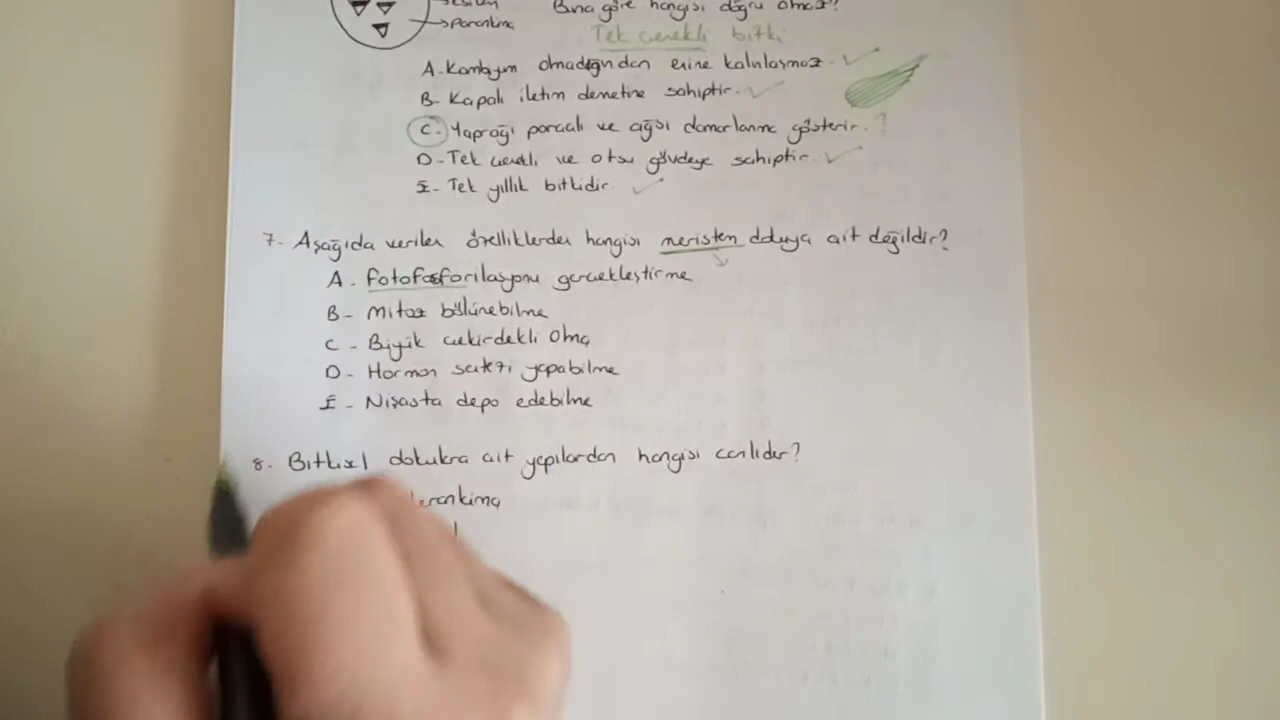 Buna göre hangisi doğru olmaz?
→ Parankima
Tek çenekli bitki
A. Kambiyum olmadığından enine kalınlaşmaz.
B- Kapalı iletim demetine sahiptir.
C. Yaprağı parçalı ve ağsı damarlanma gösterir. ?
D- Tek çenekli ve otsu gövdeye sahiptir.
E- Tek yıllık bitkidir.
7- Aşağıda verilen özelliklerden hangisi meristem dokuya ait değildir?
A - fotofosforilasyonu gerçekleştirme
B- Mitoz bölünebilme
C - Büyük çekirdekli olma
D- Hormon sentezi yapabilme
E - Nişasta depo edebilme
8- Bitkisel dokulara ait yapılardan hangisi canlıdır?